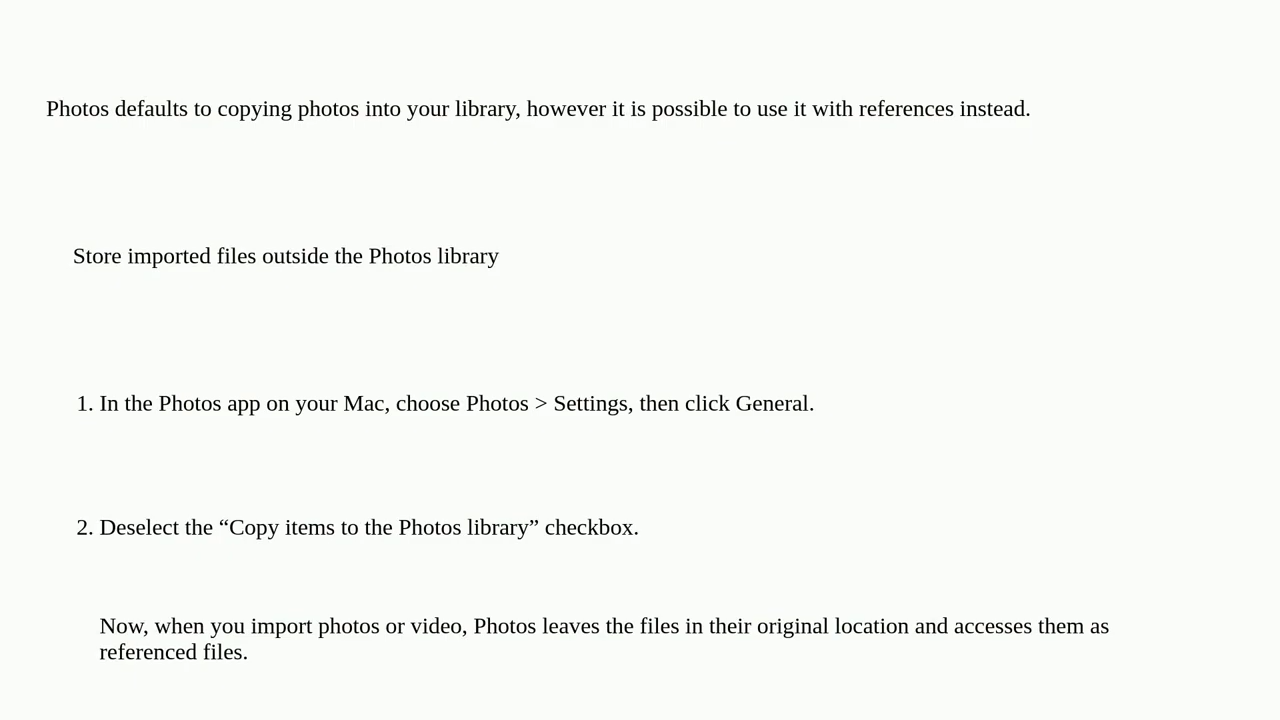 Photos defaults to copying photos into your library, however it is possible to use it with references instead.
Store imported files outside the Photos library
1. In the Photos app on your Mac, choose Photos > Settings, then click General.
2. Deselect the “Copy items to the Photos library” checkbox.
Now, when you import photos or video, Photos leaves the files in their original location and accesses them as
referenced files.